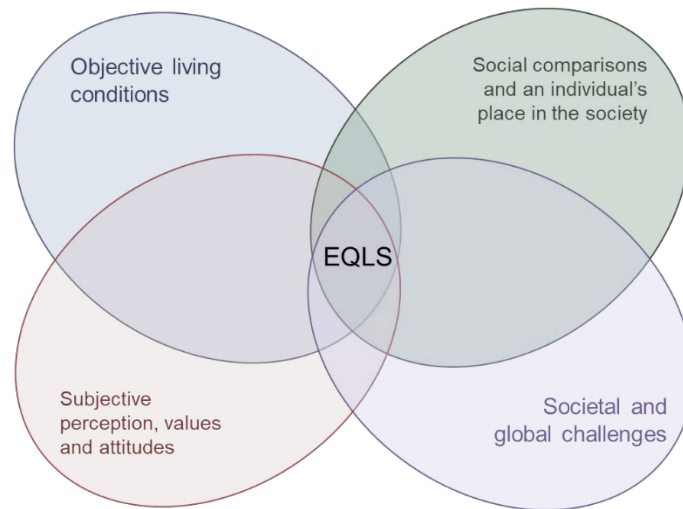 Objective living
conditions
Social comparisons
and an individual's
place in the society
EQLS
Subjective
perception, values
and attitudes
Societal and
global challenges